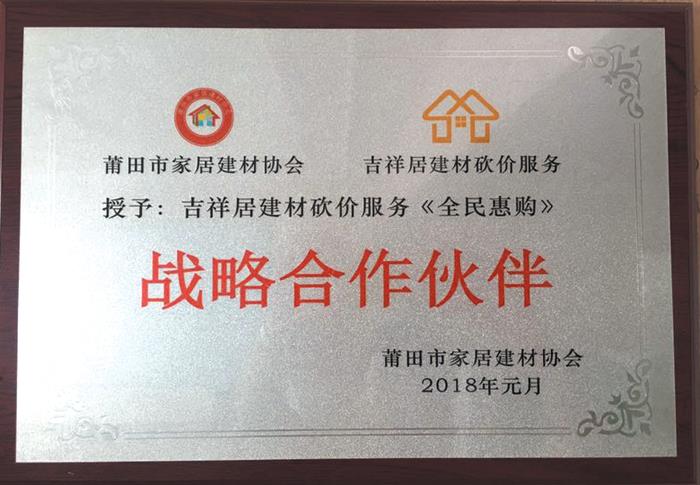 莆田市家居建材协会 吉祥居建材砍价服务
授予：吉祥居建材砍价服务《全民惠购》
战略合作伙伴
莆田市家居建材协会
2018年元月